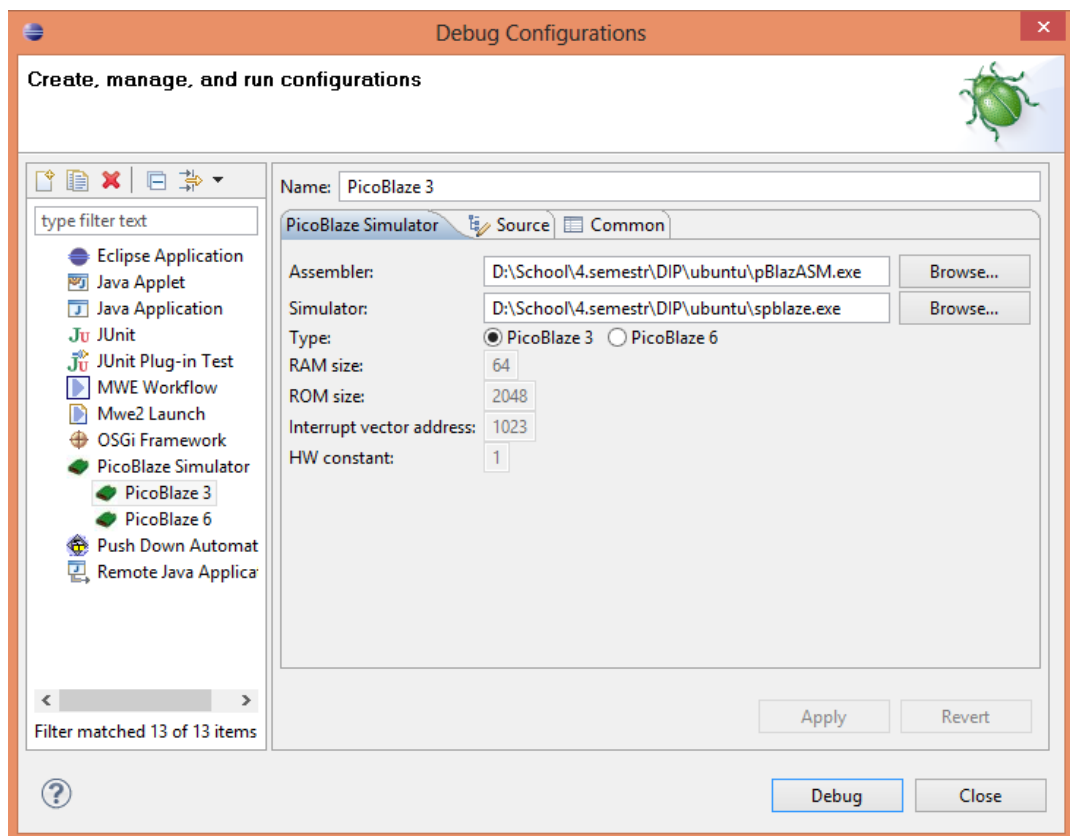 Debug Configurations
Create, manage, and run configurations
type filter text
Eclipse Application
Java Applet
Java Application
JUnit
JUnit Plug-in Test
MWE Workflow
Mwe2 Launch
OSGi Framework
PicoBlaze Simulator
PicoBlaze 3
PicoBlaze 6
Push Down Automat
Remote Java Applica
Filter matched 13 of 13 items
Name: PicoBlaze 3
PicoBlaze Simulator Source Common
Assembler: D:\School\4.semestr\DIP\ubuntu\pBlazASM.exe Browse...
Simulator: D:\School\4.semestr\DIP\ubuntu\spblaze.exe Browse...
Type: PicoBlaze 3 PicoBlaze 6
RAM size: 64
ROM size: 2048
Interrupt vector address: 1023
HW constant: 1
Apply Revert
Debug Close